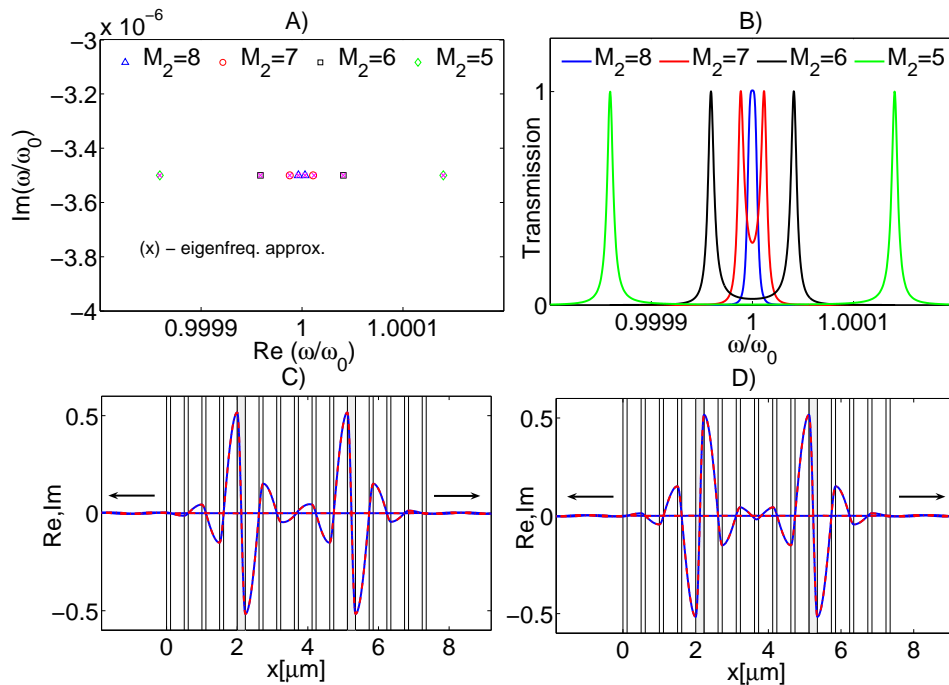 A)
x 10⁻⁶
−3
−3.2
−3.4
−3.6
−3.8
−4
Im(ω/ω₀)
M₂=8 M₂=7 M₂=6 M₂=5
(x) − eigenfreq. approx.
0.9999 1 1.0001
Re (ω/ω₀)
B)
M₂=8 M₂=7 M₂=6 M₂=5
1
0
Transmission
0.9999 1 1.0001
ω/ω₀
C)
0.5
0
−0.5
Re,Im
0 2 4 6 8
x[μm]
D)
0.5
0
−0.5
Re,Im
0 2 4 6 8
x[μm]